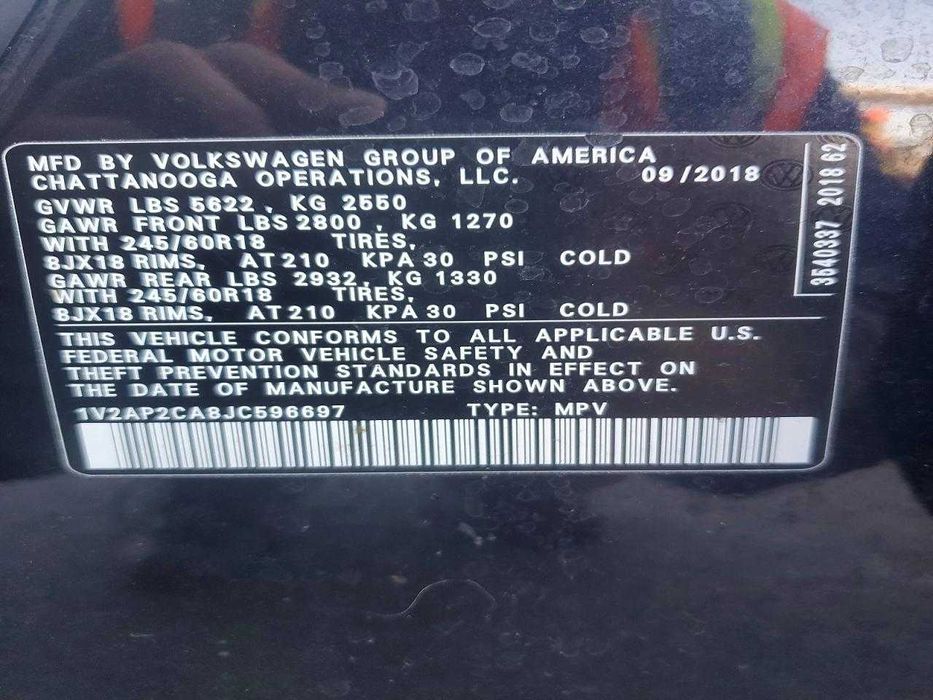 MFD BY VOLKSWAGEN GROUP OF AMERICA
CHATTANOOGA OPERATIONS, LLC. 09/2018
GVWR LBS 5622 , KG 2550
GAWR FRONT LBS 2800 , KG 1270
WITH 245/60R18 TIRES,
8JX18 RIMS, AT 210 KPA 30 PSI COLD
GAWR REAR LBS 2932 , KG 1330
WITH 245/60R18 TIRES,
8JX18 RIMS, AT 210 KPA 30 PSI COLD
THIS VEHICLE CONFORMS TO ALL APPLICABLE U.S.
FEDERAL MOTOR VEHICLE SAFETY AND
THEFT PREVENTION STANDARDS IN EFFECT ON
THE DATE OF MANUFACTURE SHOWN ABOVE.
1V2AP2CA8JC596697 TYPE: MPV
3540337 2018 62